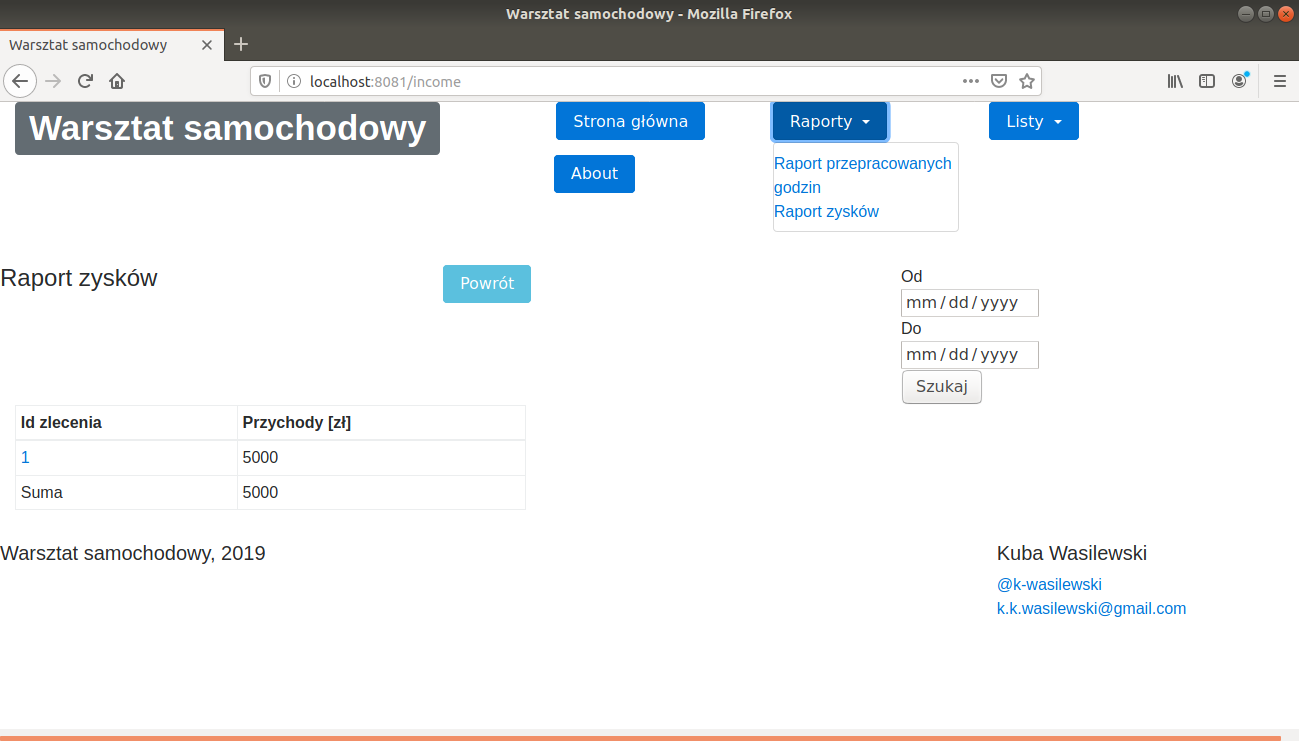 Warsztat samochodowy - Mozilla Firefox
Warsztat samochodowy
localhost:8081/income
Warsztat samochodowy
Strona główna
Raporty
Listy
About
Raport przepracowanych
godzin
Raport zysków
Raport zysków
Powrót
Od
mm/dd/yyyy
Do
mm/dd/yyyy
Szukaj
Id zlecenia Przychody [zł]
1 5000
Suma 5000
Warsztat samochodowy, 2019
Kuba Wasilewski
@k-wasilewski
k.k.wasilewski@gmail.com